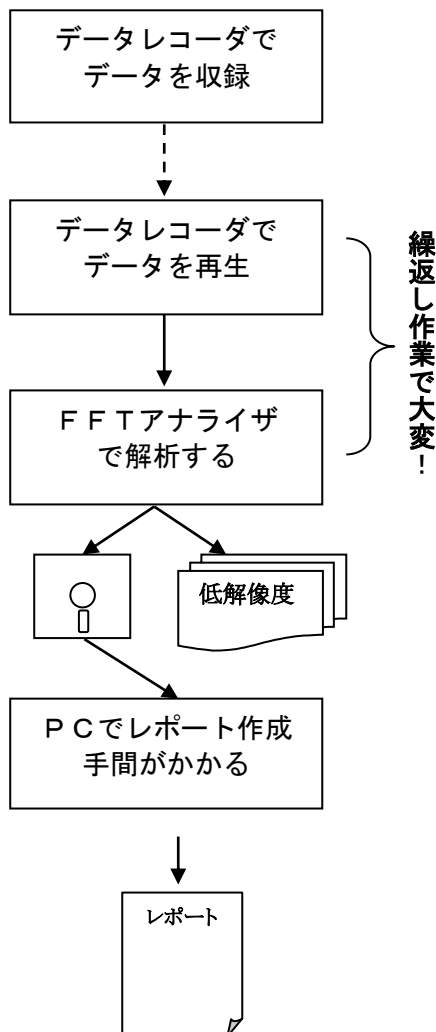 データレコーダで
データを収録
データレコーダで
データを再生
繰返し作業で大変！
ＦＦＴアナライザ
で解析する
低解像度
ＰＣでレポート作成
手間がかかる
レポート